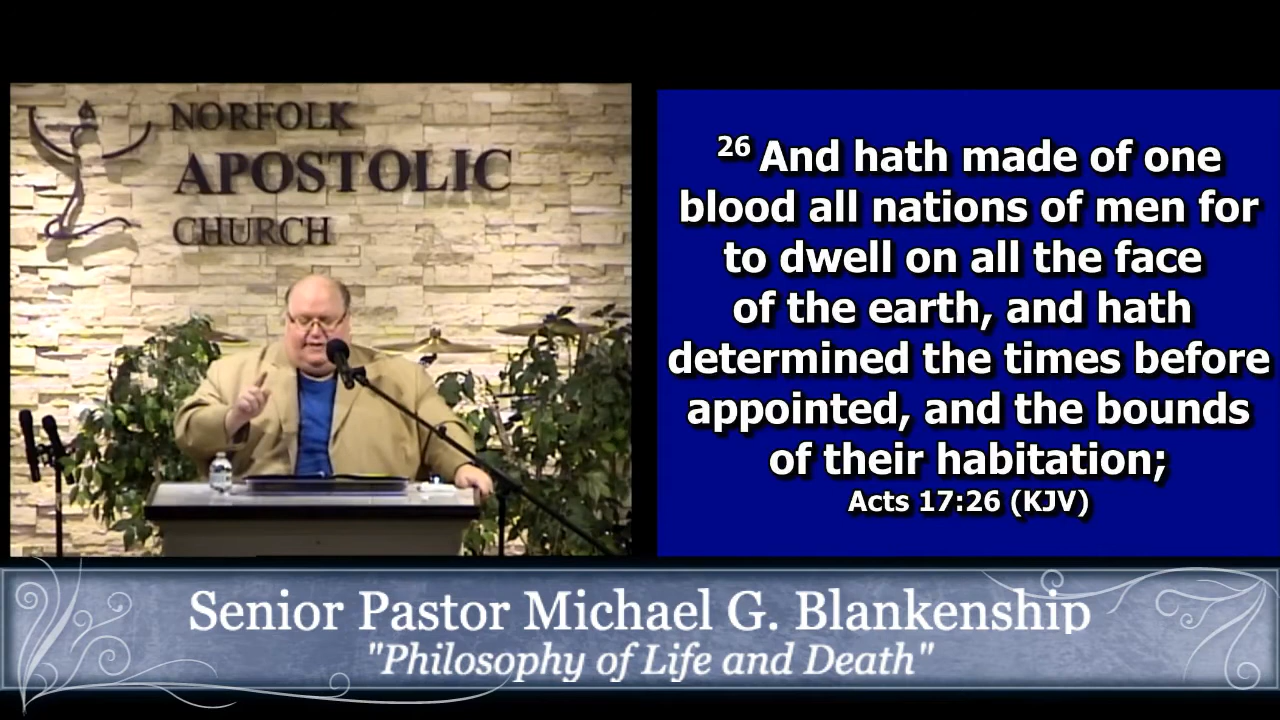 NORFOLK
APOSTOLIC
CHURCH
26 And hath made of one
blood all nations of men for
to dwell on all the face
of the earth, and hath
determined the times before
appointed, and the bounds
of their habitation;
Acts 17:26 (KJV)
Senior Pastor Michael G. Blankenship
"Philosophy of Life and Death"